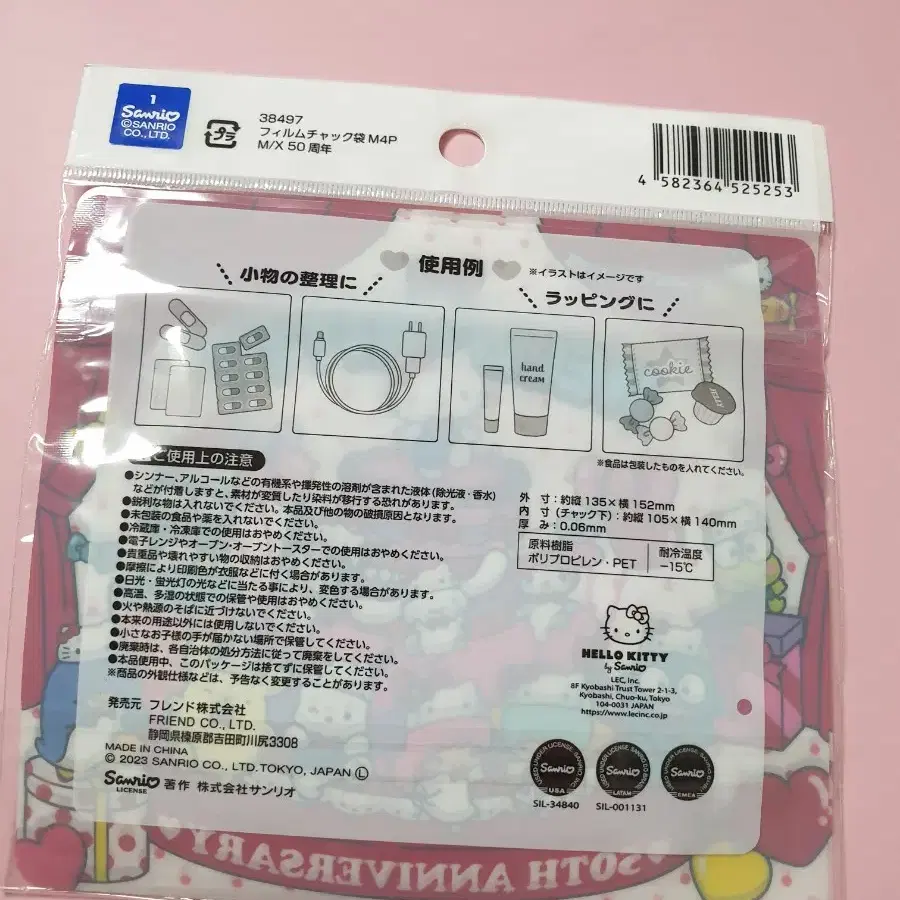 1
Sanrio
©SANRIO
CO., LTD.
プラ
38497
フィルムチャック袋 M4P
M/X 50 周年
4 582364 525253
使用例
※イラストはイメージです
小物の整理に
ラッピングに
hand
cream
cookie
JELLY
※食品は包装したものを入れてください。
ご使用上の注意
●シンナー、アルコールなどの有機系や揮発性の溶剤が含まれた液体(除光液・香水)
などが付着しますと、素材が変質したり染料が移行する恐れがあります。
●鋭利な物は入れないでください。本品及び他の物の破損原因となります。
●未包装の食品や薬を入れないでください。
●冷蔵庫・冷凍庫での使用はおやめください。
●電子レンジやオーブン・オーブントースターでの使用はおやめください。
●貴重品や壊れやすい物の収納はおやめください。
●摩擦により印刷色が衣服などに付く場合があります。
●日光・蛍光灯の光などに当たる事により、変色する場合があります。
●高温、多湿の状態での保管や使用はおやめください。
●火や熱源のそばに近づけないでください。
●本来の用途以外には使用しないでください。
●小さなお子様の手が届かない場所で保管してください。
●廃棄時は、各自治体の処分方法に従って廃棄をしてください。
●本品使用中、このパッケージは捨てずに保管してください。
※商品の外観仕様などは、予告なく変更することがあります。
外 寸：約縦 135×横 152mm
内 寸（チャック下）：約縦 105×横 140mm
厚 み：0.06mm
原料樹脂
ポリプロピレン・PET
耐冷温度
−15℃
HELLO KITTY
by Sanrio
LEC, Inc.
8F Kyobashi Trust Tower 2-1-3,
Kyobashi, Chuo-ku, Tokyo
104-0031 JAPAN
https://www.lecinc.co.jp
発売元 フレンド株式会社
FRIEND CO., LTD.
静岡県榛原郡吉田町川尻3308
MADE IN CHINA
© 2023 SANRIO CO., LTD. TOKYO, JAPAN Ⓛ
Sanrio
LICENSE
著作 株式会社サンリオ
USED UNDER LICENSE
Sanrio
USA
SIL-34840
USED UNDER LICENSE
Sanrio
LATAM
SIL-001131
USED UNDER LICENSE
Sanrio
EMEA
50TH ANNIVERSARY